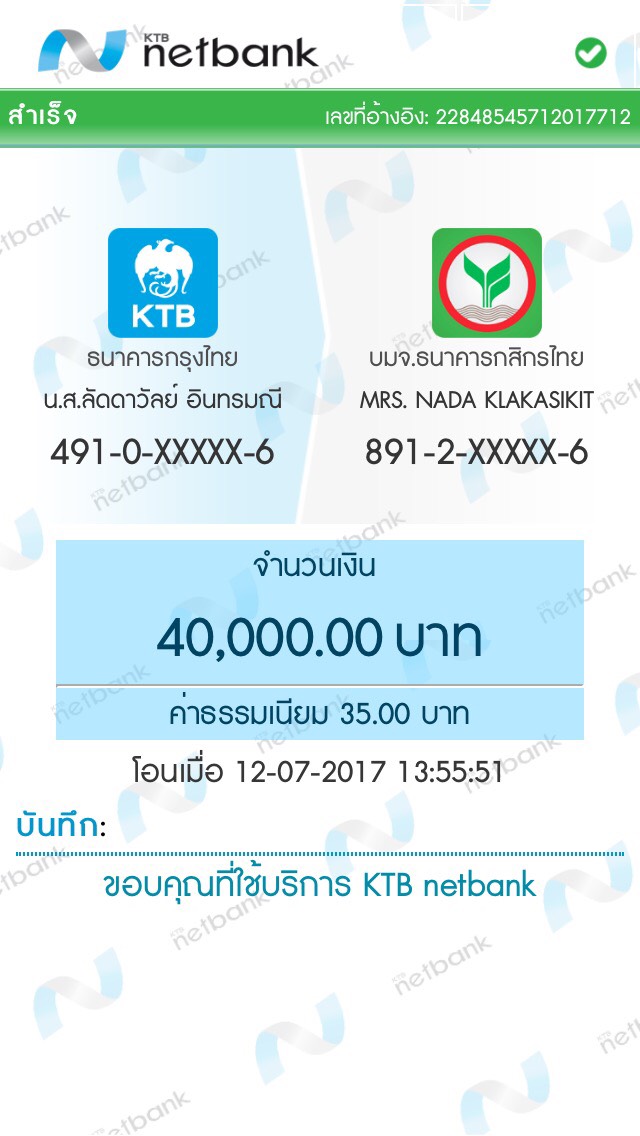 KTB
netbank
สำเร็จ เลขที่อ้างอิง: 22848545712017712
KTB
ธนาคารกรุงไทย
น.ส.ลัดดาวัลย์ อินทรมณี
491-0-XXXXX-6
บมจ.ธนาคารกสิกรไทย
MRS. NADA KLAKASIKIT
891-2-XXXXX-6
จำนวนเงิน
40,000.00 บาท
ค่าธรรมเนียม 35.00 บาท
โอนเมื่อ 12-07-2017 13:55:51
บันทึก:
ขอบคุณที่ใช้บริการ KTB netbank